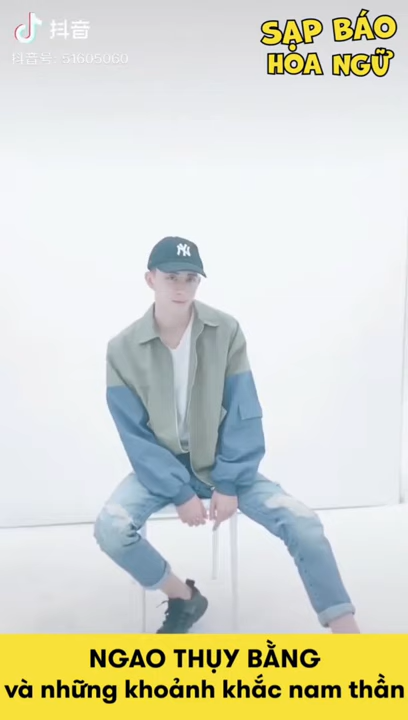 抖音
抖音号: 51605060
SẠP BÁO
HOA NGỮ
NY
NGAO THỤY BẰNG
và những khoảnh khắc nam thần